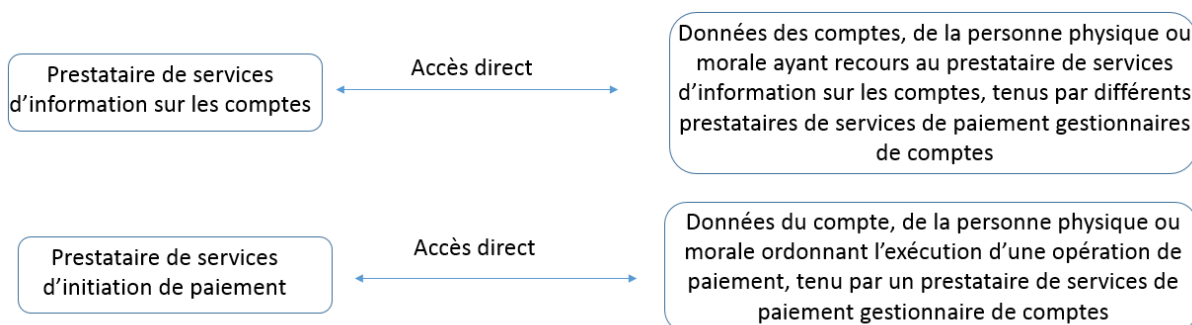 Prestataire de services
d’information sur les comptes
Accès direct
Données des comptes, de la personne physique ou
morale ayant recours au prestataire de services
d’information sur les comptes, tenus par différents
prestataires de services de paiement gestionnaires
de comptes
Prestataire de services
d’initiation de paiement
Accès direct
Données du compte, de la personne physique ou
morale ordonnant l’exécution d’une opération de
paiement, tenu par un prestataire de services de
paiement gestionnaire de comptes